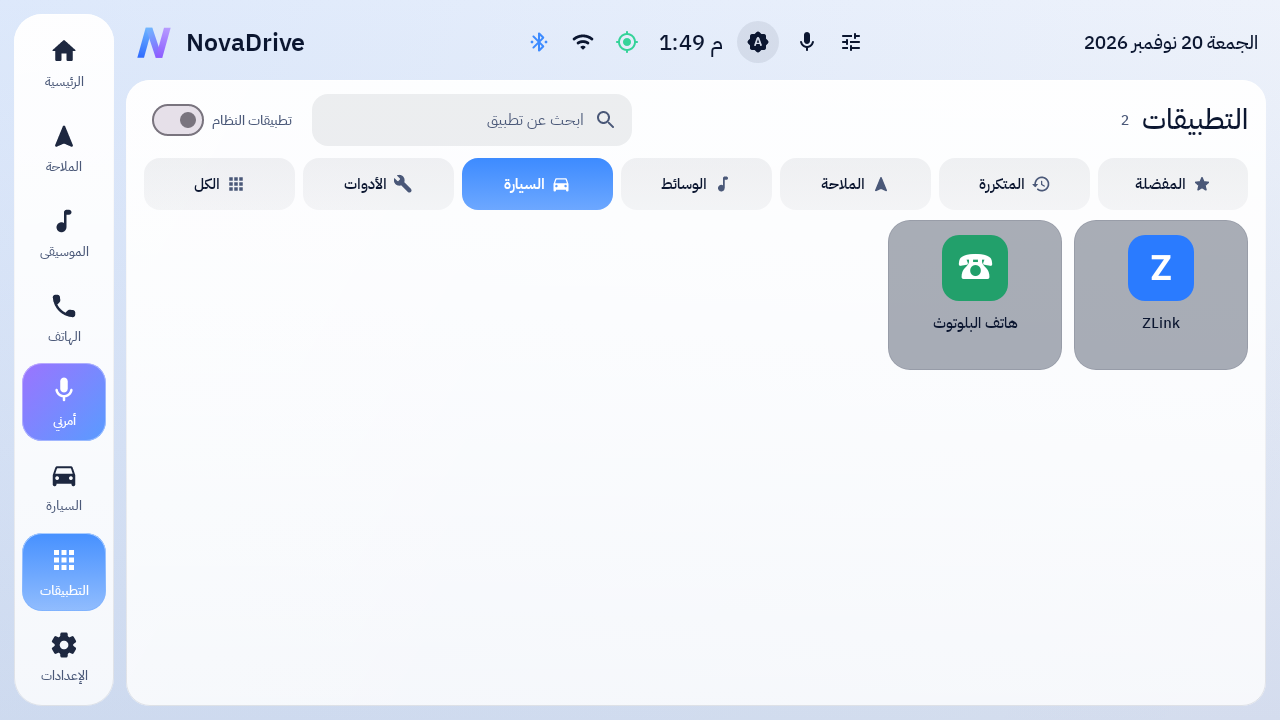 NovaDrive
1:49 م
A
الجمعة 20 نوفمبر 2026
الرئيسية
الملاحة
الموسيقى
الهاتف
أمرني
السيارة
التطبيقات
الإعدادات
التطبيقات 2
ابحث عن تطبيق
تطبيقات النظام
المفضلة
المتكررة
الملاحة
الوسائط
السيارة
الأدوات
الكل
Z
ZLink
هاتف البلوتوث